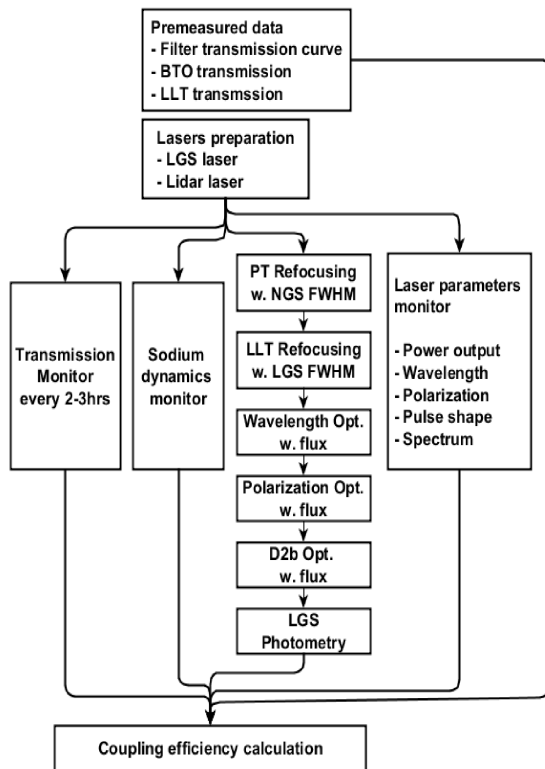 Premeasured data
- Filter transmission curve
- BTO transmission
- LLT transmssion
Lasers preparation
- LGS laser
- Lidar laser
Transmission
Monitor
every 2-3hrs
Sodium
dynamics
monitor
PT Refocusing
w. NGS FWHM
LLT Refocusing
w. LGS FWHM
Wavelength Opt.
w. flux
Polarization Opt.
w. flux
D2b Opt.
w. flux
LGS
Photometry
Laser parameters
monitor
- Power output
- Wavelength
- Polarization
- Pulse shape
- Spectrum
Coupling efficiency calculation